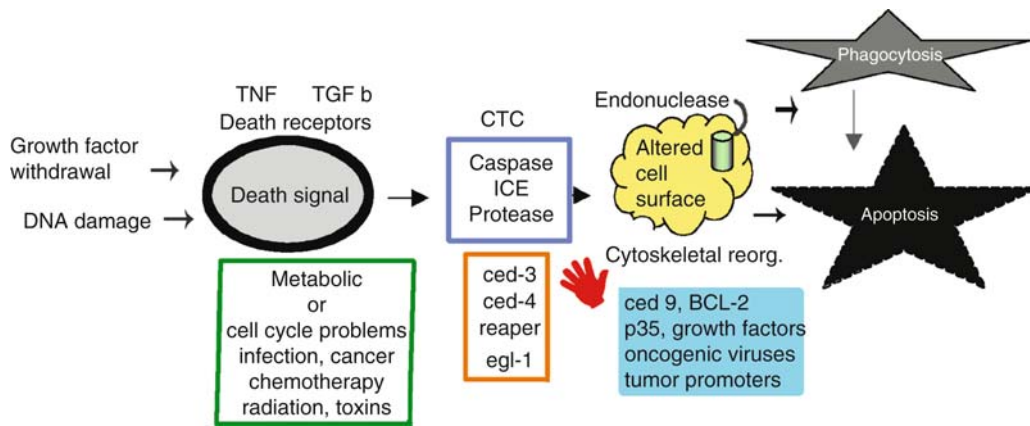 Growth factor
withdrawal
DNA damage
TNF TGF b
Death receptors
Death signal
Metabolic
or
cell cycle problems
infection, cancer
chemotherapy
radiation, toxins
CTC
Caspase
ICE
Protease
ced-3
ced-4
reaper
egl-1
Endonuclease
Altered
cell
surface
Cytoskeletal reorg.
ced 9, BCL-2
p35, growth factors
oncogenic viruses
tumor promoters
Phagocytosis
Apoptosis